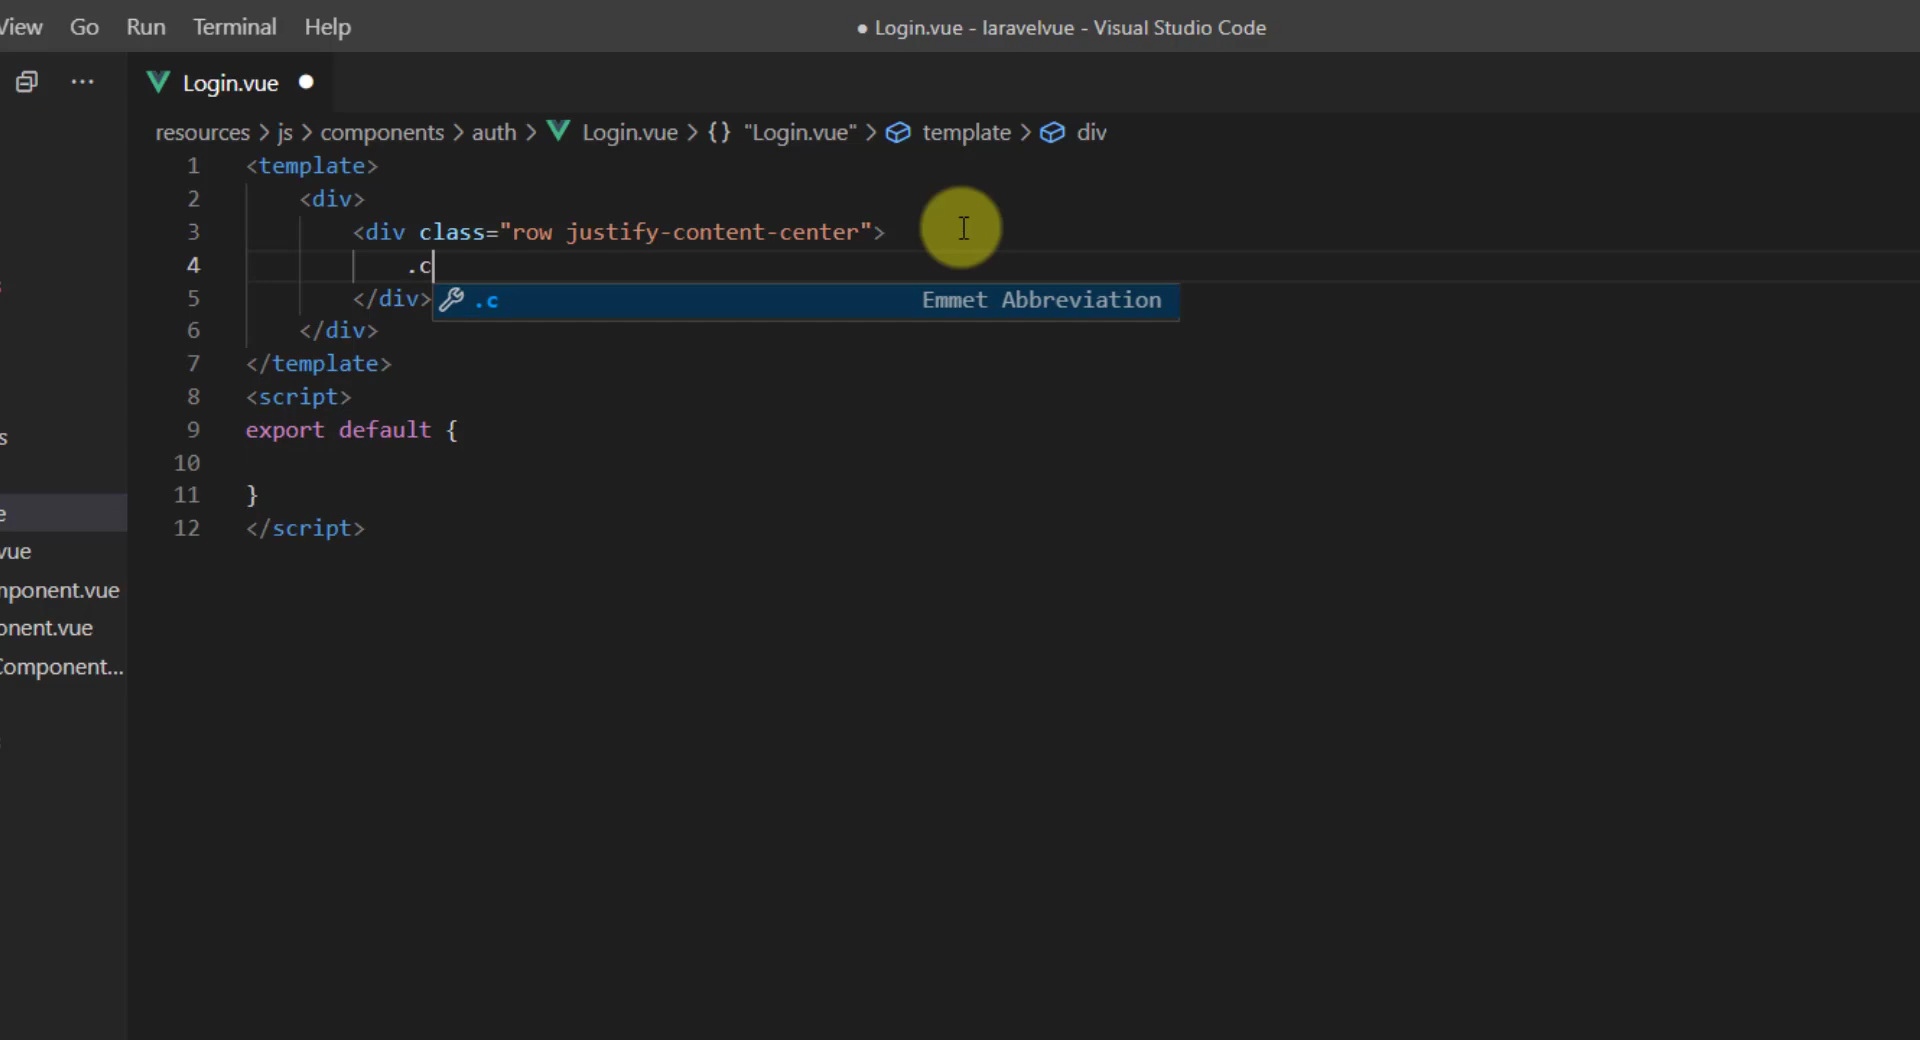 View Go Run Terminal Help
● Login.vue - laravelvue - Visual Studio Code
··· Login.vue ●
resources > js > components > auth > Login.vue > {} "Login.vue" > template > div
1 <template>
2 <div>
3 <div class="row justify-content-center">
4 .c
5 </div>
.c Emmet Abbreviation
6 </div>
7 </template>
8 <script>
9 export default {
10
11 }
12 </script>
s
e
vue
mponent.vue
onent.vue
Component...